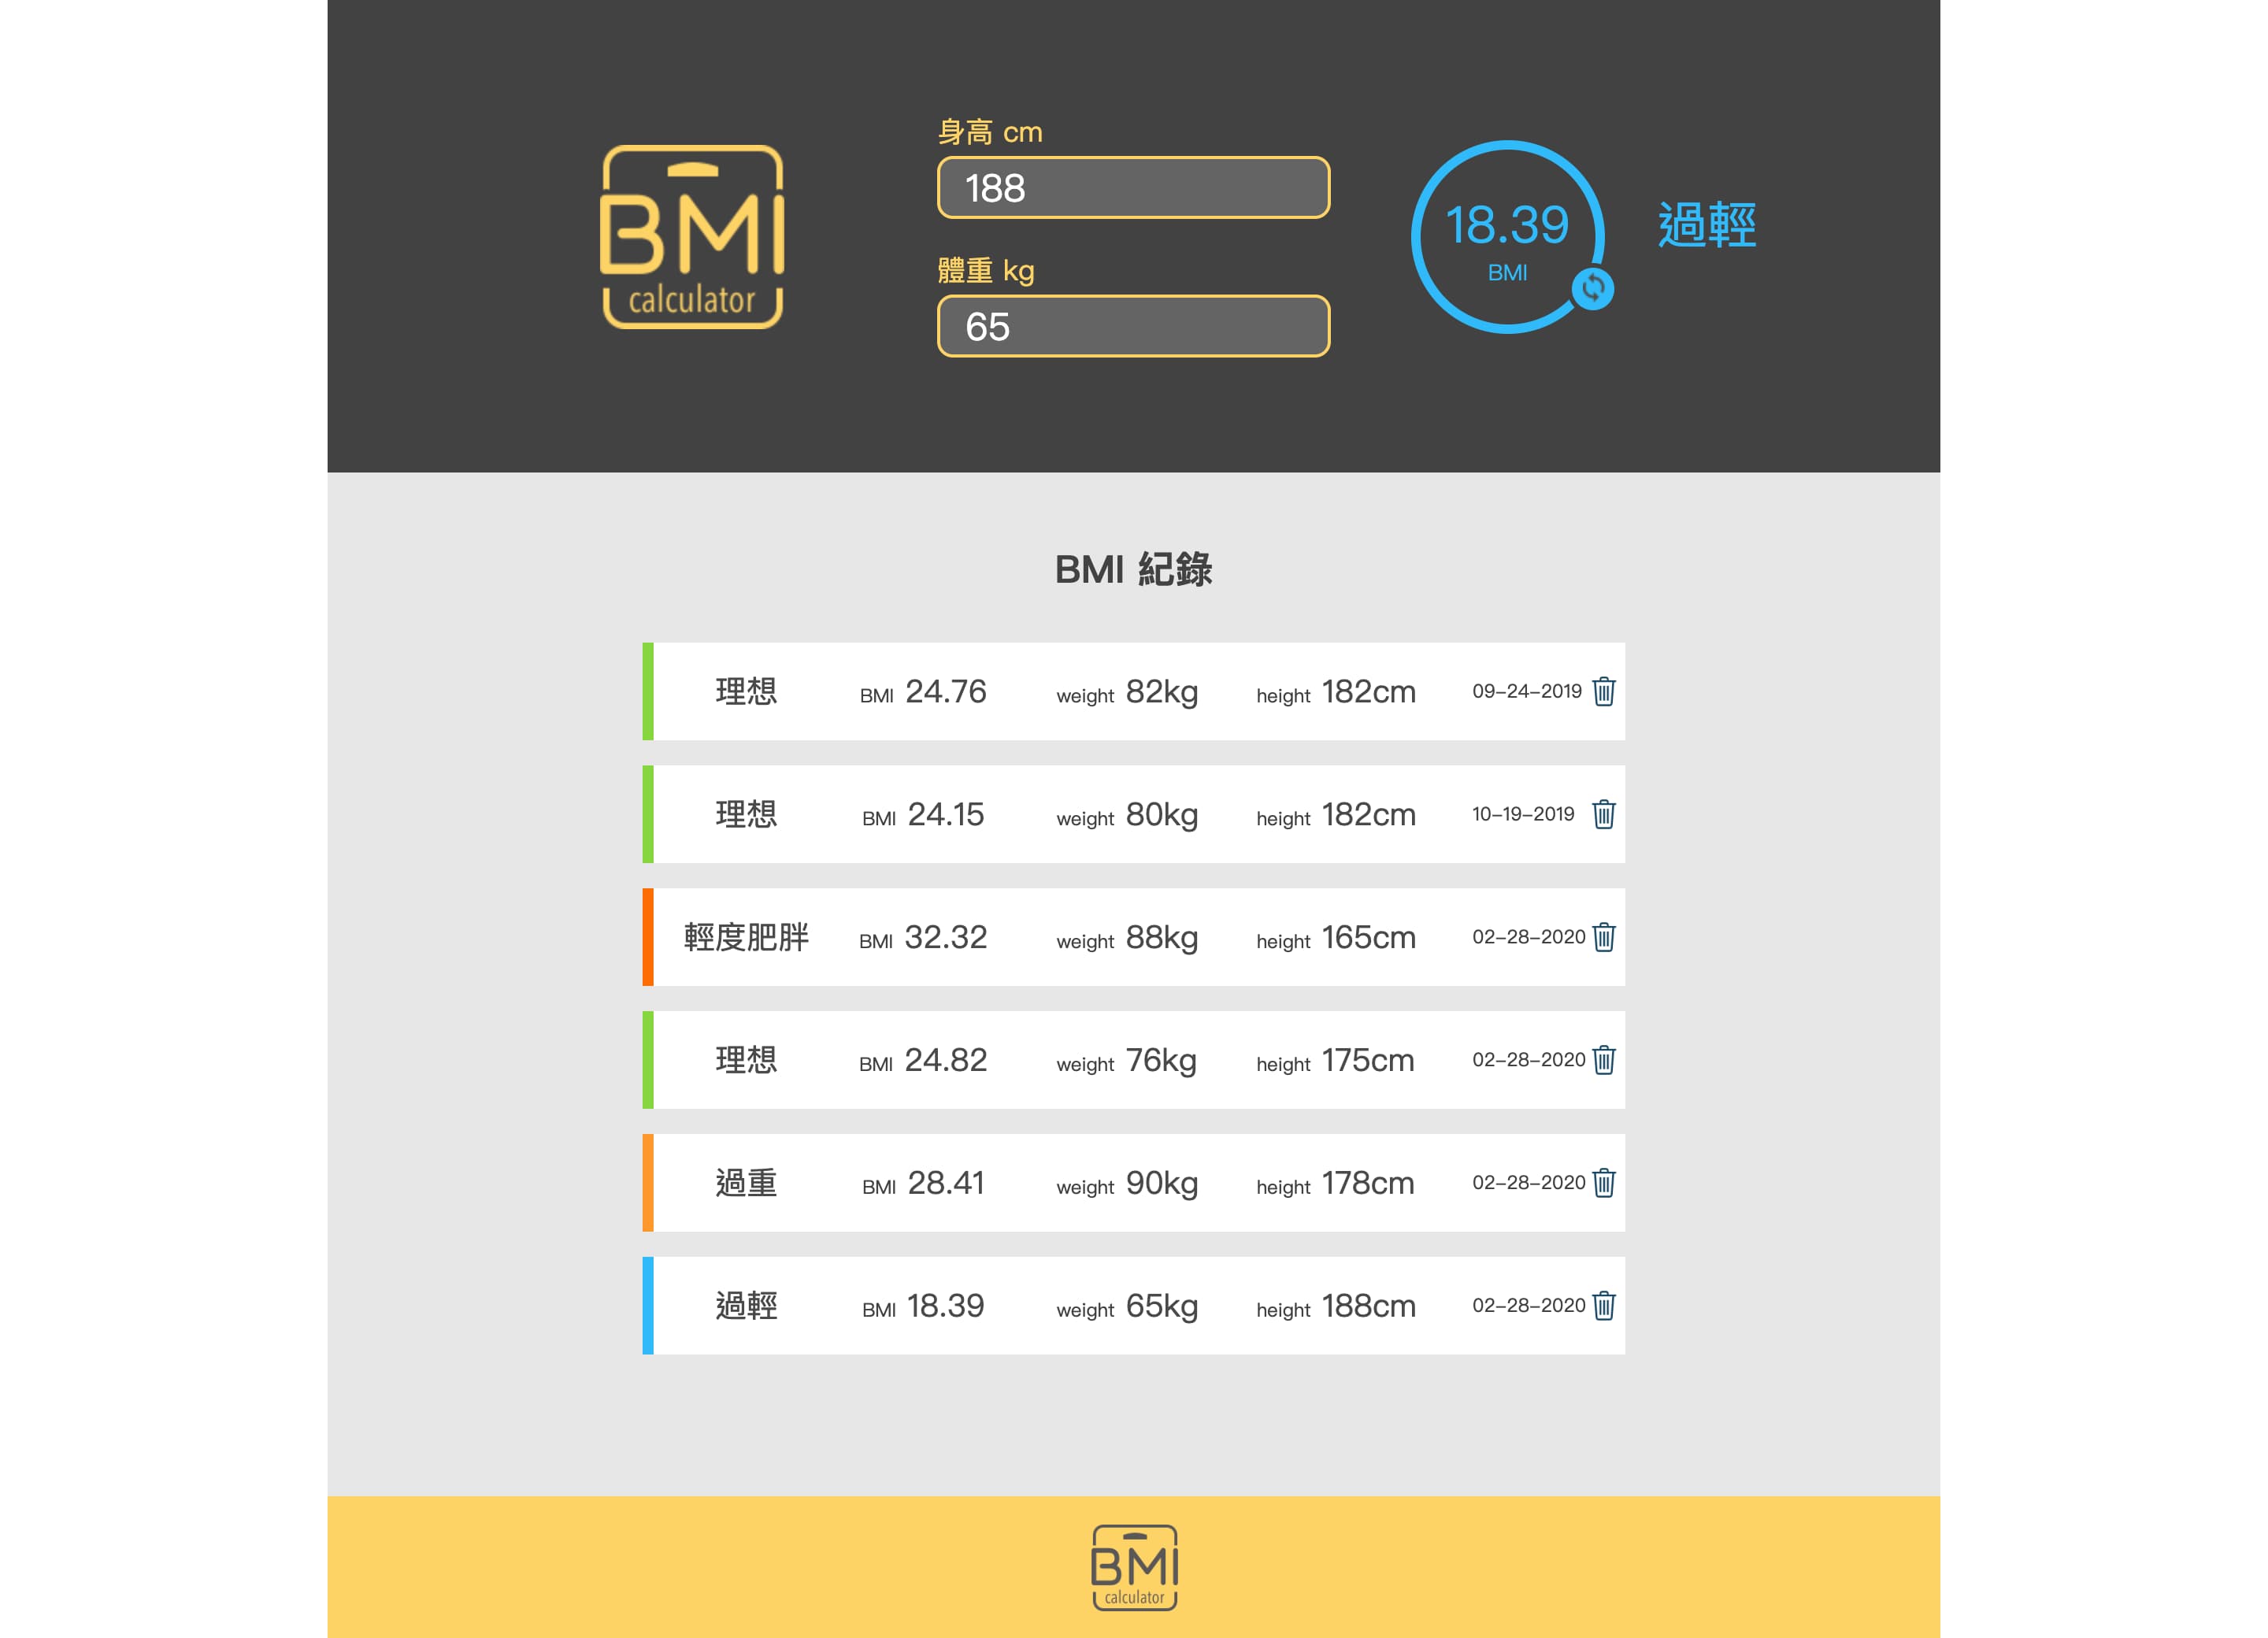 BMI
calculator
身高 cm
188
體重 kg
65
18.39
BMI
過輕
BMI 紀錄
理想 BMI 24.76 weight 82kg height 182cm 09-24-2019
理想 BMI 24.15 weight 80kg height 182cm 10-19-2019
輕度肥胖 BMI 32.32 weight 88kg height 165cm 02-28-2020
理想 BMI 24.82 weight 76kg height 175cm 02-28-2020
過重 BMI 28.41 weight 90kg height 178cm 02-28-2020
過輕 BMI 18.39 weight 65kg height 188cm 02-28-2020
BMI
calculator